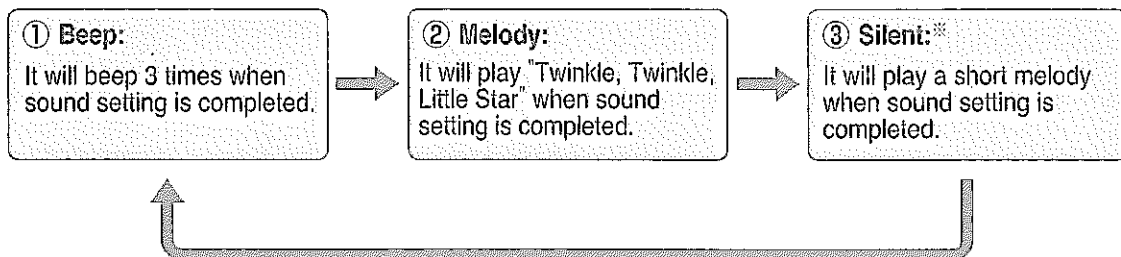 ① Beep:
It will beep 3 times when
sound setting is completed.
② Melody:
It will play "Twinkle, Twinkle,
Little Star" when sound
setting is completed.
③ Silent:※
It will play a short melody
when sound setting is
completed.